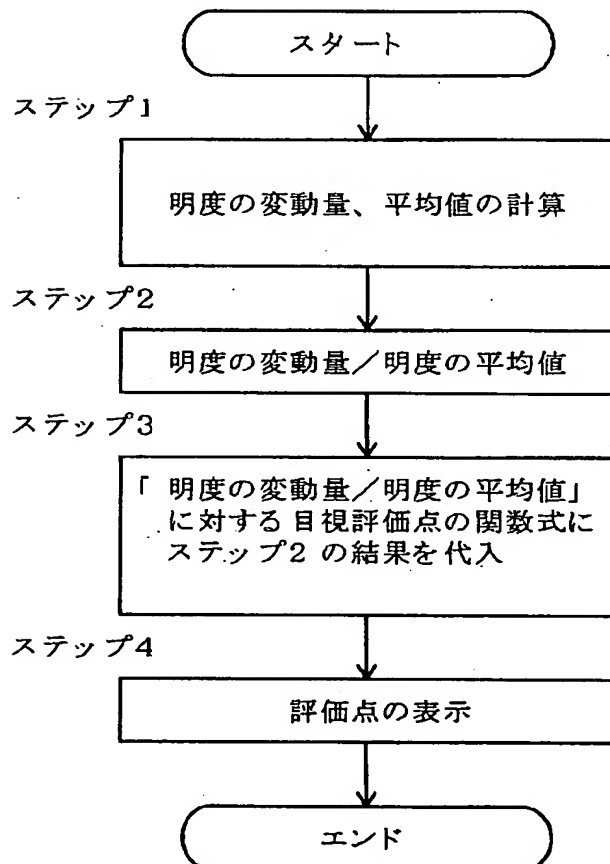 スタート
ステップ1
明度の変動量、平均値の計算
ステップ2
明度の変動量／明度の平均値
ステップ3
「 明度の変動量／明度の平均値」
に対する目視評価点の関数式に
ステップ2 の結果を代入
ステップ4
評価点の表示
エンド